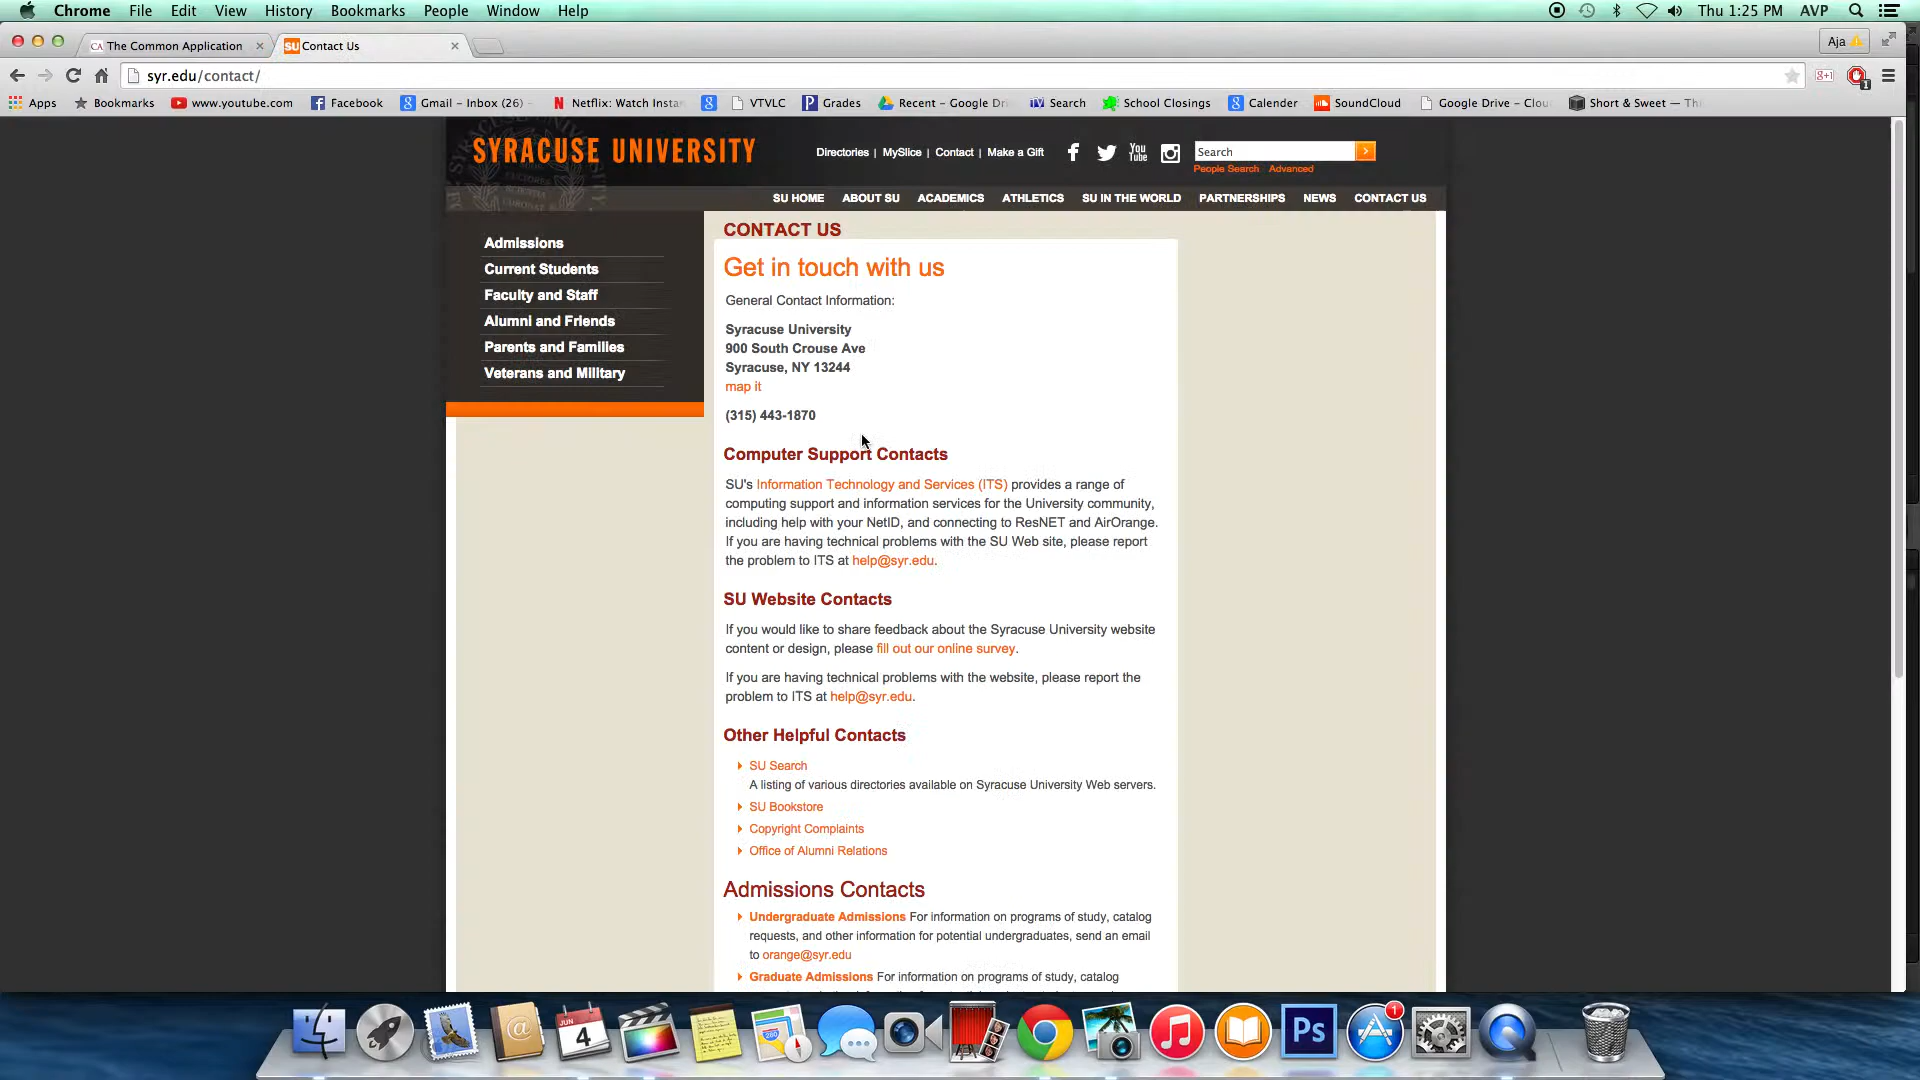 Chrome File Edit View History Bookmarks People Window Help Thu 1:25 PM AVP
CA The Common Application SU Contact Us Aja
syr.edu/contact/
Apps Bookmarks www.youtube.com Facebook Gmail - Inbox (26) - Netflix: Watch Insta VTVLC Grades Recent - Google Dr TV Search School Closings Calender SoundCloud Google Drive - Clou Short & Sweet — Thi
SYRACUSE UNIVERSITY
Directories | MySlice | Contact | Make a Gift You Tube Search
People Search Advanced
SU HOME ABOUT SU ACADEMICS ATHLETICS SU IN THE WORLD PARTNERSHIPS NEWS CONTACT US
Admissions
Current Students
Faculty and Staff
Alumni and Friends
Parents and Families
Veterans and Military
CONTACT US
Get in touch with us
General Contact Information:
Syracuse University
900 South Crouse Ave
Syracuse, NY 13244
map it
(315) 443-1870
Computer Support Contacts
SU's Information Technology and Services (ITS) provides a range of
computing support and information services for the University community,
including help with your NetID, and connecting to ResNET and AirOrange.
If you are having technical problems with the SU Web site, please report
the problem to ITS at help@syr.edu.
SU Website Contacts
If you would like to share feedback about the Syracuse University website
content or design, please fill out our online survey.
If you are having technical problems with the website, please report the
problem to ITS at help@syr.edu.
Other Helpful Contacts
SU Search
A listing of various directories available on Syracuse University Web servers.
SU Bookstore
Copyright Complaints
Office of Alumni Relations
Admissions Contacts
Undergraduate Admissions For information on programs of study, catalog
requests, and other information for potential undergraduates, send an email
to orange@syr.edu
Graduate Admissions For information on programs of study, catalog
JUN
4
280
Ps
1